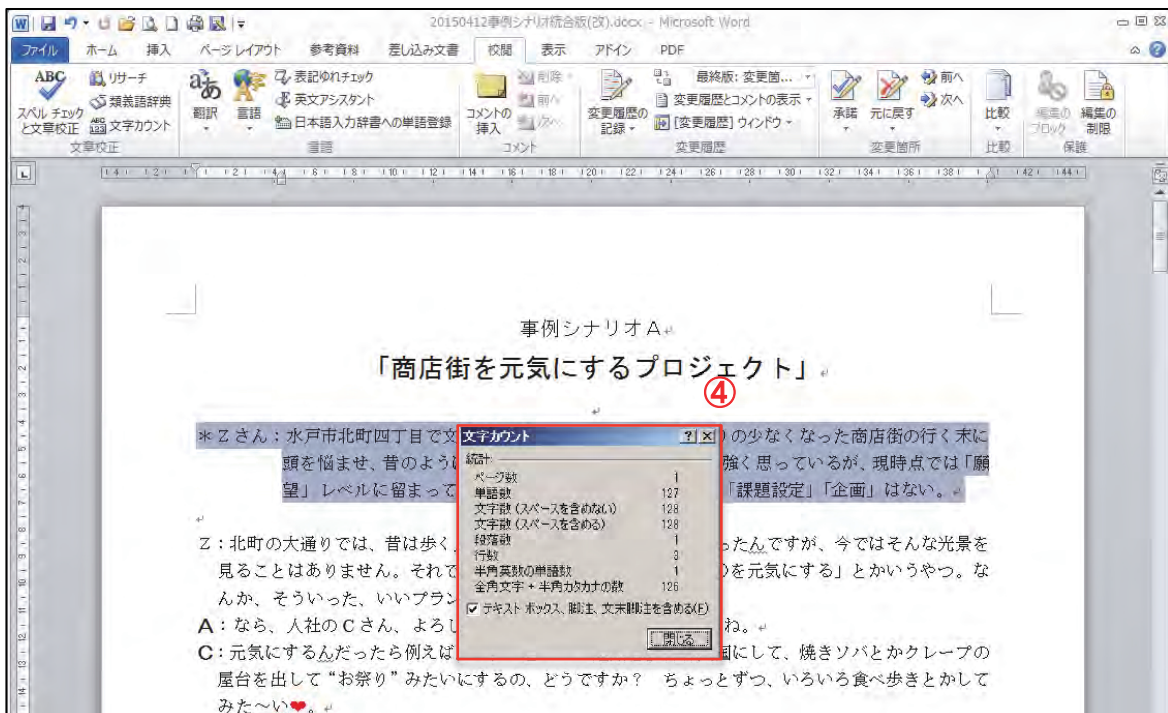 20150412事例シナリオ統合版(改).docx - Microsoft Word
ファイル ホーム 挿入 ページ レイアウト 参考資料 差し込み文書 校閲 表示 アドイン PDF
ABC スペル チェックと文章校正
リサーチ
類義語辞典
文字カウント
文章校正
翻訳
言語
表記ゆれチェック
英文アシスタント
日本語入力辞書への単語登録
言語
コメントの挿入
削除
前へ
次へ
コメント
変更履歴の記録
最終版: 変更箇...
変更履歴とコメントの表示
[変更履歴] ウィンドウ
変更履歴
承諾
元に戻す
前へ
次へ
変更箇所
比較
比較
編集のブロック
編集の制限
保護
事例シナリオA
「商店街を元気にするプロジェクト」
④
*Zさん:水戸市北町四丁目で文 の少なくなった商店街の行く末に
頭を悩ませ、昔のように 強く思っているが、現時点では「願
望」レベルに留まって 「課題設定」「企画」はない。
文字カウント
統計:
ページ数 1
単語数 127
文字数 (スペースを含めない) 128
文字数 (スペースを含める) 128
段落数 1
行数 3
半角英数の単語数 1
全角文字 + 半角カタカナの数 126
テキスト ボックス、脚注、文末脚注を含める(F)
閉じる
Z:北町の大通りでは、昔は歩く ったんですが、今ではそんな光景を
見ることはありません。それで を元気にする」とかいうやつ。な
んか、そういった、いいプラン
A:なら、入社のCさん、よろし ね。
C:元気にするんだったら例えば にして、焼きソバとかクレープの
屋台を出して“お祭り”みたいにするの、どうですか? ちょっとずつ、いろいろ食べ歩きとかして
みた~い❤。